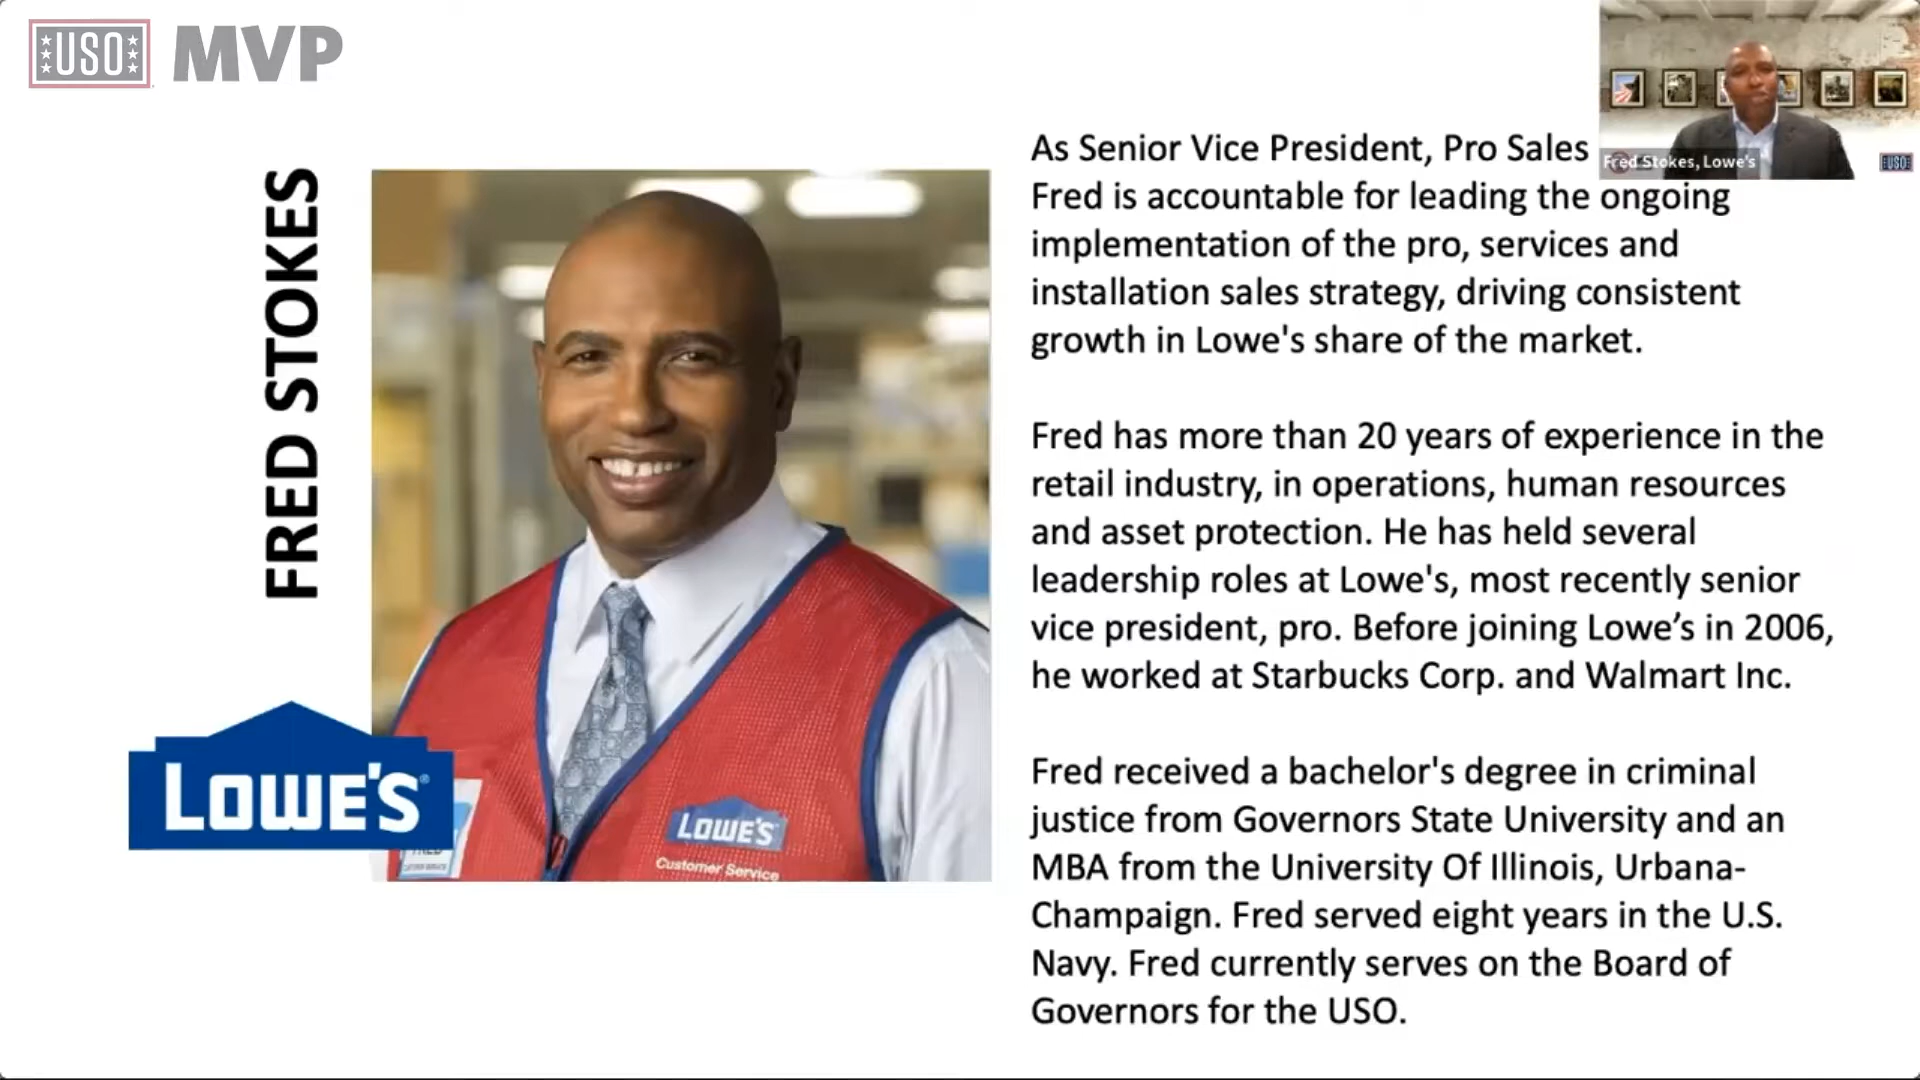 USO MVP
FRED STOKES
As Senior Vice President, Pro Sales
Fred is accountable for leading the ongoing
implementation of the pro, services and
installation sales strategy, driving consistent
growth in Lowe's share of the market.
Fred has more than 20 years of experience in the
retail industry, in operations, human resources
and asset protection. He has held several
leadership roles at Lowe's, most recently senior
vice president, pro. Before joining Lowe’s in 2006,
he worked at Starbucks Corp. and Walmart Inc.
Fred received a bachelor's degree in criminal
justice from Governors State University and an
MBA from the University Of Illinois, Urbana-
Champaign. Fred served eight years in the U.S.
Navy. Fred currently serves on the Board of
Governors for the USO.
LOWE'S®
LOWE'S
Customer Service
Fred Stokes, Lowe's
USO